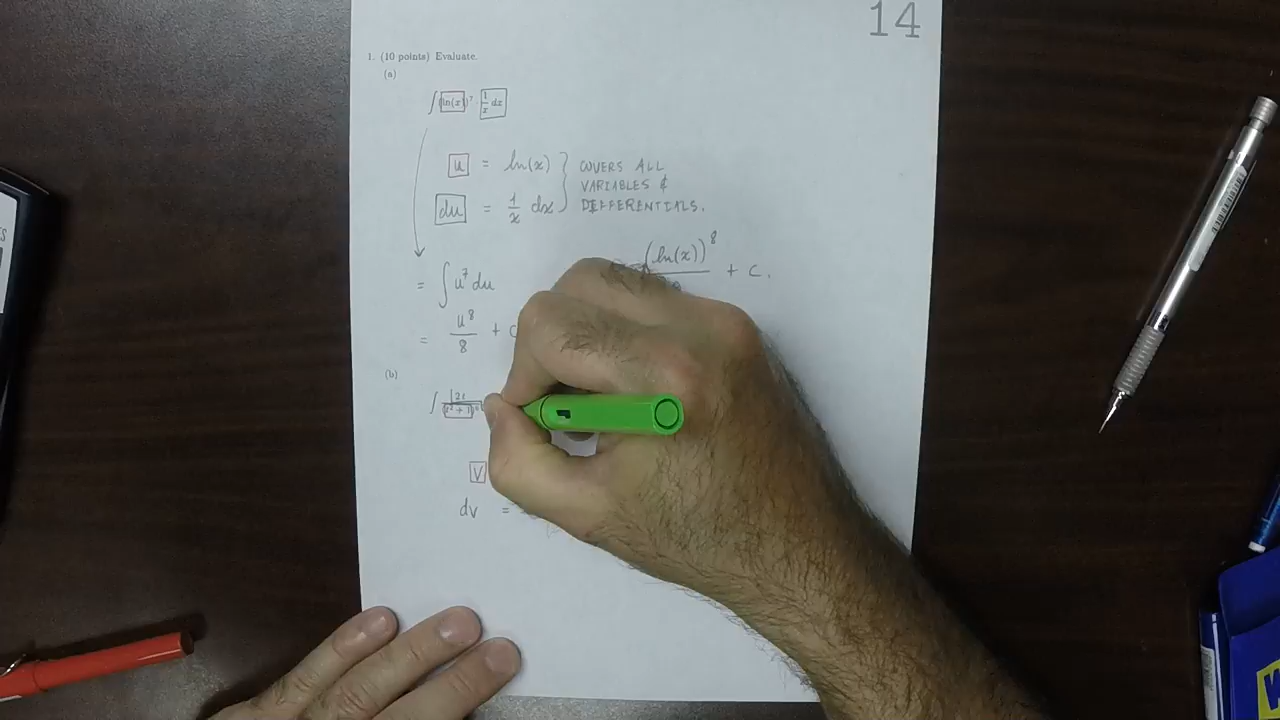 14
1. (10 points) Evaluate.
(a)
∫(ln(x))⁷ · 1/x dx
u = ln(x) } COVERS ALL
VARIABLES &
du = 1/x dx DIFFERENTIALS.
(ln(x))⁸/8 + C.
= ∫u⁷ du
= u⁸/8 + C
(b)
V
dv =